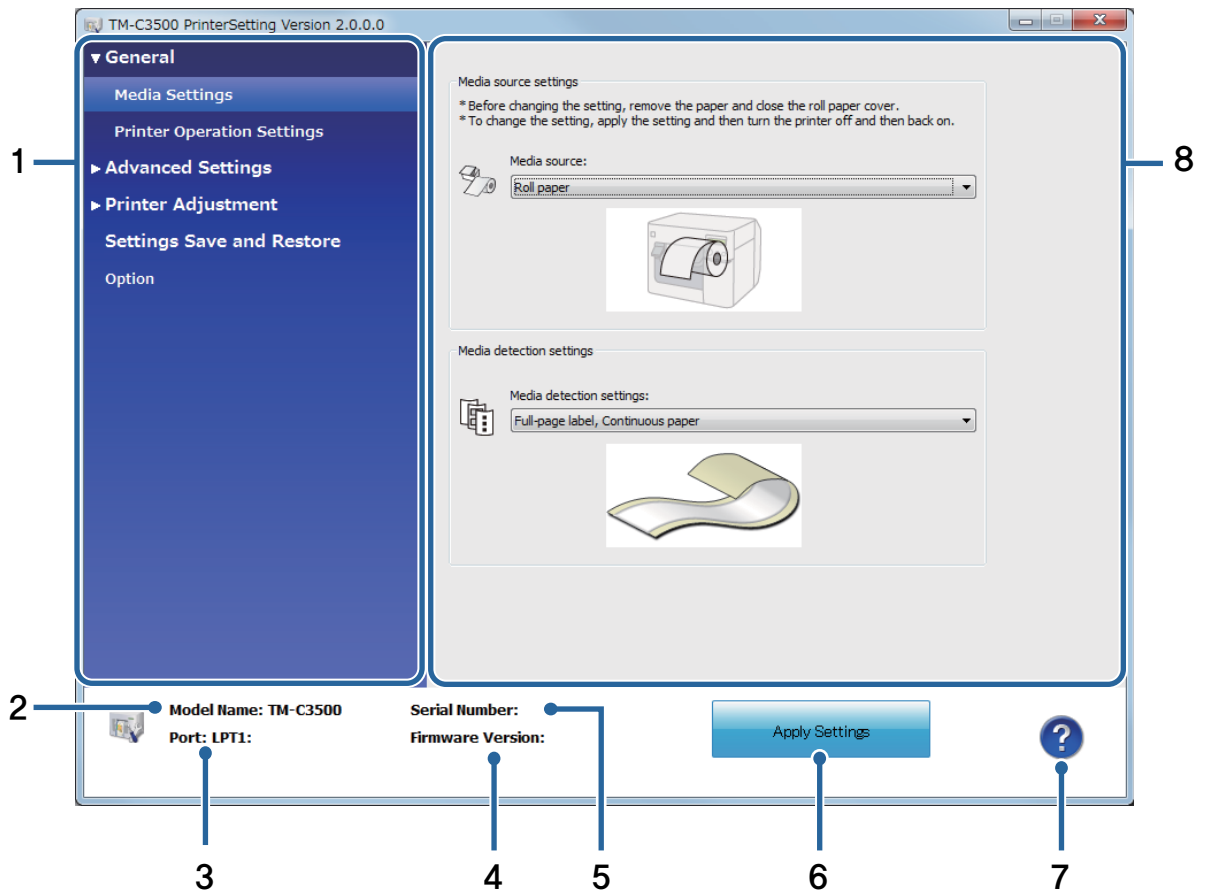 TM-C3500 PrinterSetting Version 2.0.0.0
General
Media Settings
Printer Operation Settings
Advanced Settings
Printer Adjustment
Settings Save and Restore
Option
Media source settings
* Before changing the setting, remove the paper and close the roll paper cover.
* To change the setting, apply the setting and then turn the printer off and then back on.
Media source:
Roll paper
Media detection settings
Media detection settings:
Full-page label, Continuous paper
1
8
2
Model Name: TM-C3500
Serial Number:
Port: LPT1:
Firmware Version:
Apply Settings
?
3
4
5
6
7